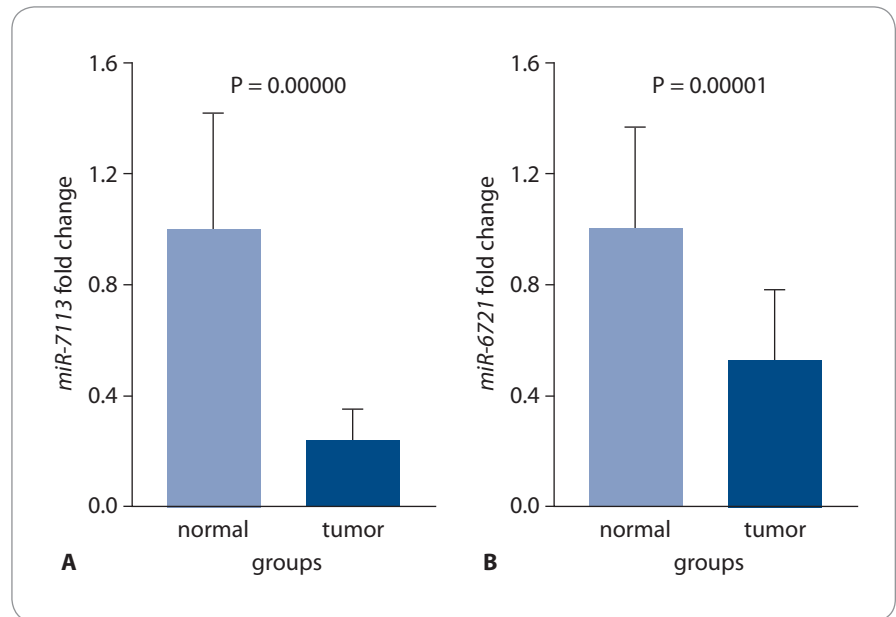 P = 0.00000
miR-7113 fold change
1.6
1.2
0.8
0.4
0.0
normal tumor
groups
A
P = 0.00001
miR-6721 fold change
1.6
1.2
0.8
0.4
0.0
normal tumor
groups
B